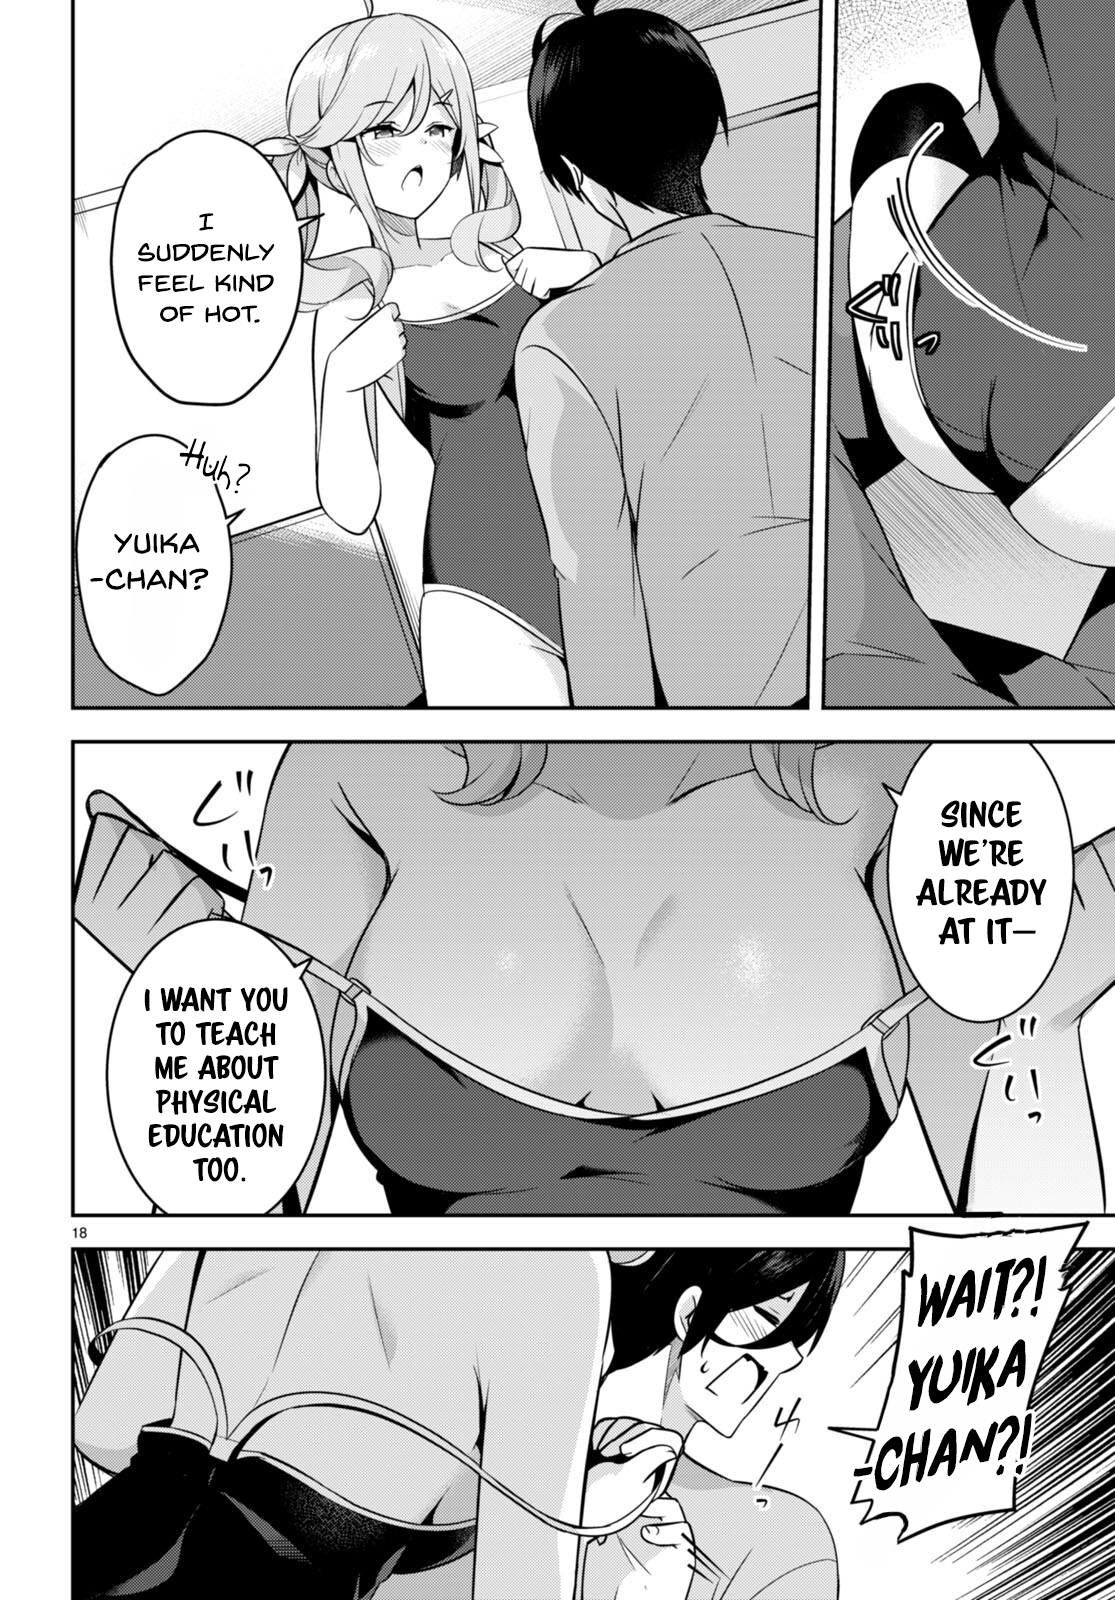 I
SUDDENLY
FEEL KIND
OF HOT.
Huh?
YUIKA
-CHAN?
SINCE
WE'RE
ALREADY
AT IT—
I WANT YOU
TO TEACH
ME ABOUT
PHYSICAL
EDUCATION
TOO.
18
WAIT?!
YUIKA
-CHAN?!